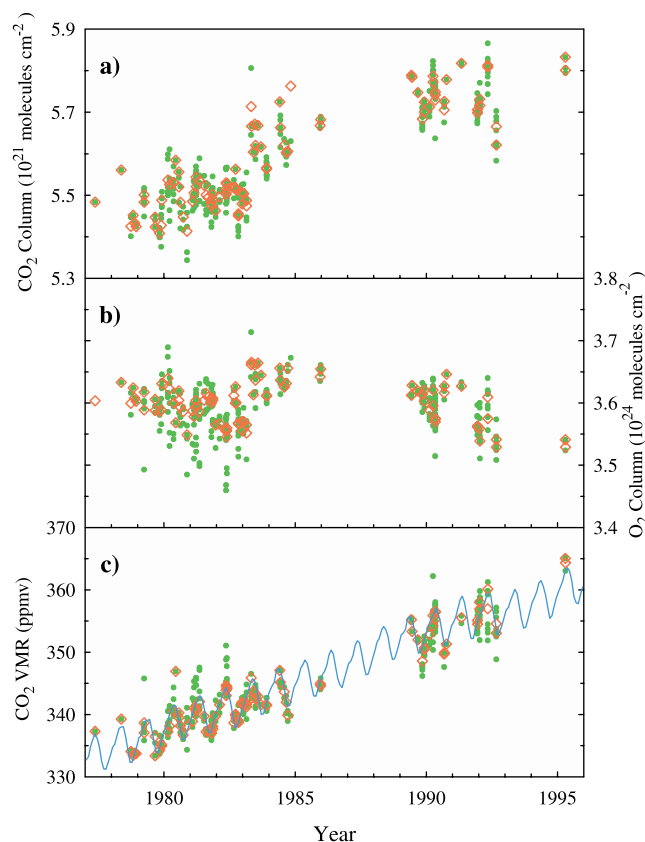 5.9
a)
5.7
5.5
5.3
CO2 Column (10^21 molecules cm^-2)
3.8
b)
3.7
3.6
3.5
3.4
O2 Column (10^24 molecules cm^-2)
370
c)
360
350
340
330
CO2 VMR (ppmv)
1980 1985 1990 1995
Year